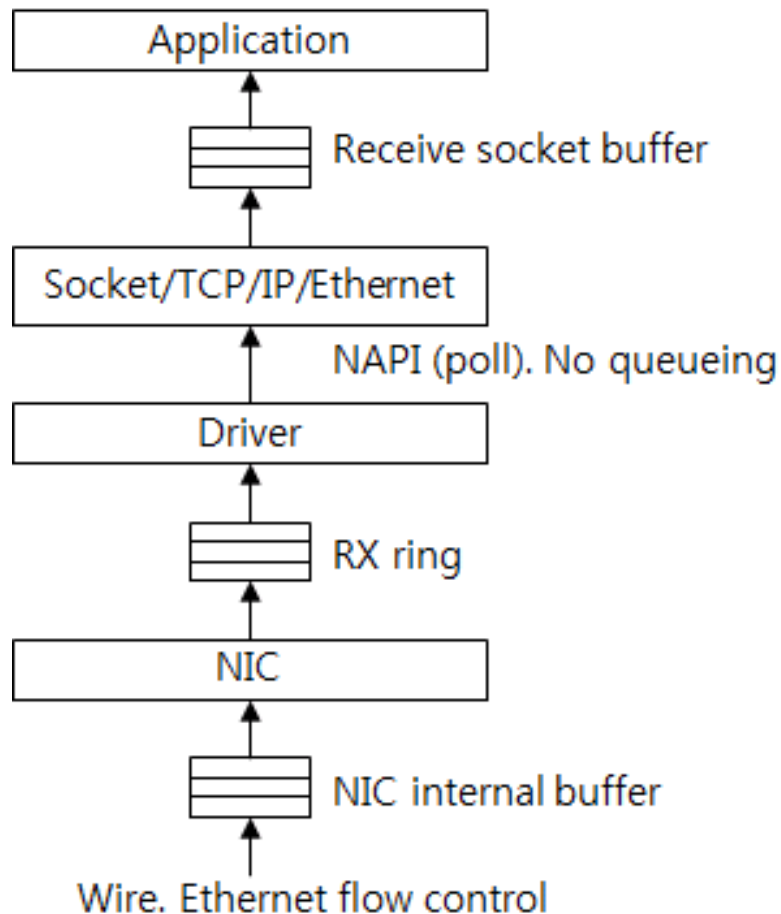 Application
Receive socket buffer
Socket/TCP/IP/Ethernet
NAPI (poll). No queueing
Driver
RX ring
NIC
NIC internal buffer
Wire. Ethernet flow control